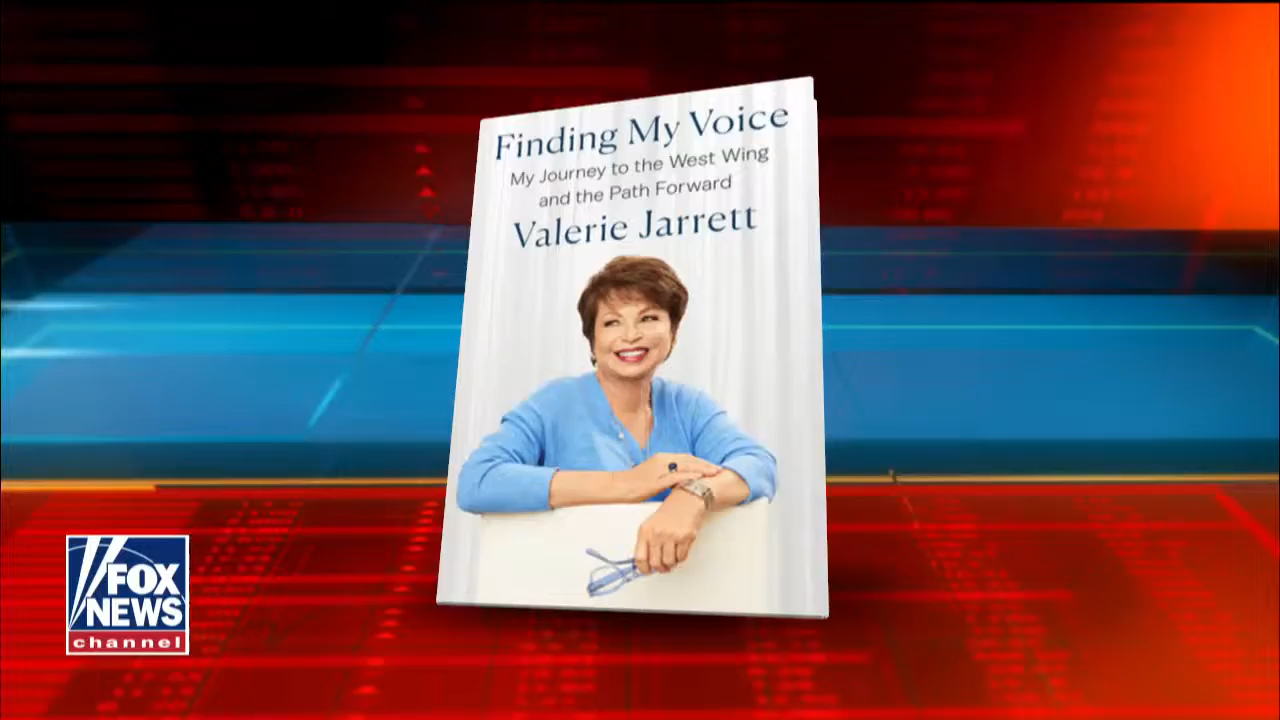 Finding My Voice
My Journey to the West Wing
and the Path Forward
Valerie Jarrett
FOX
NEWS
channel